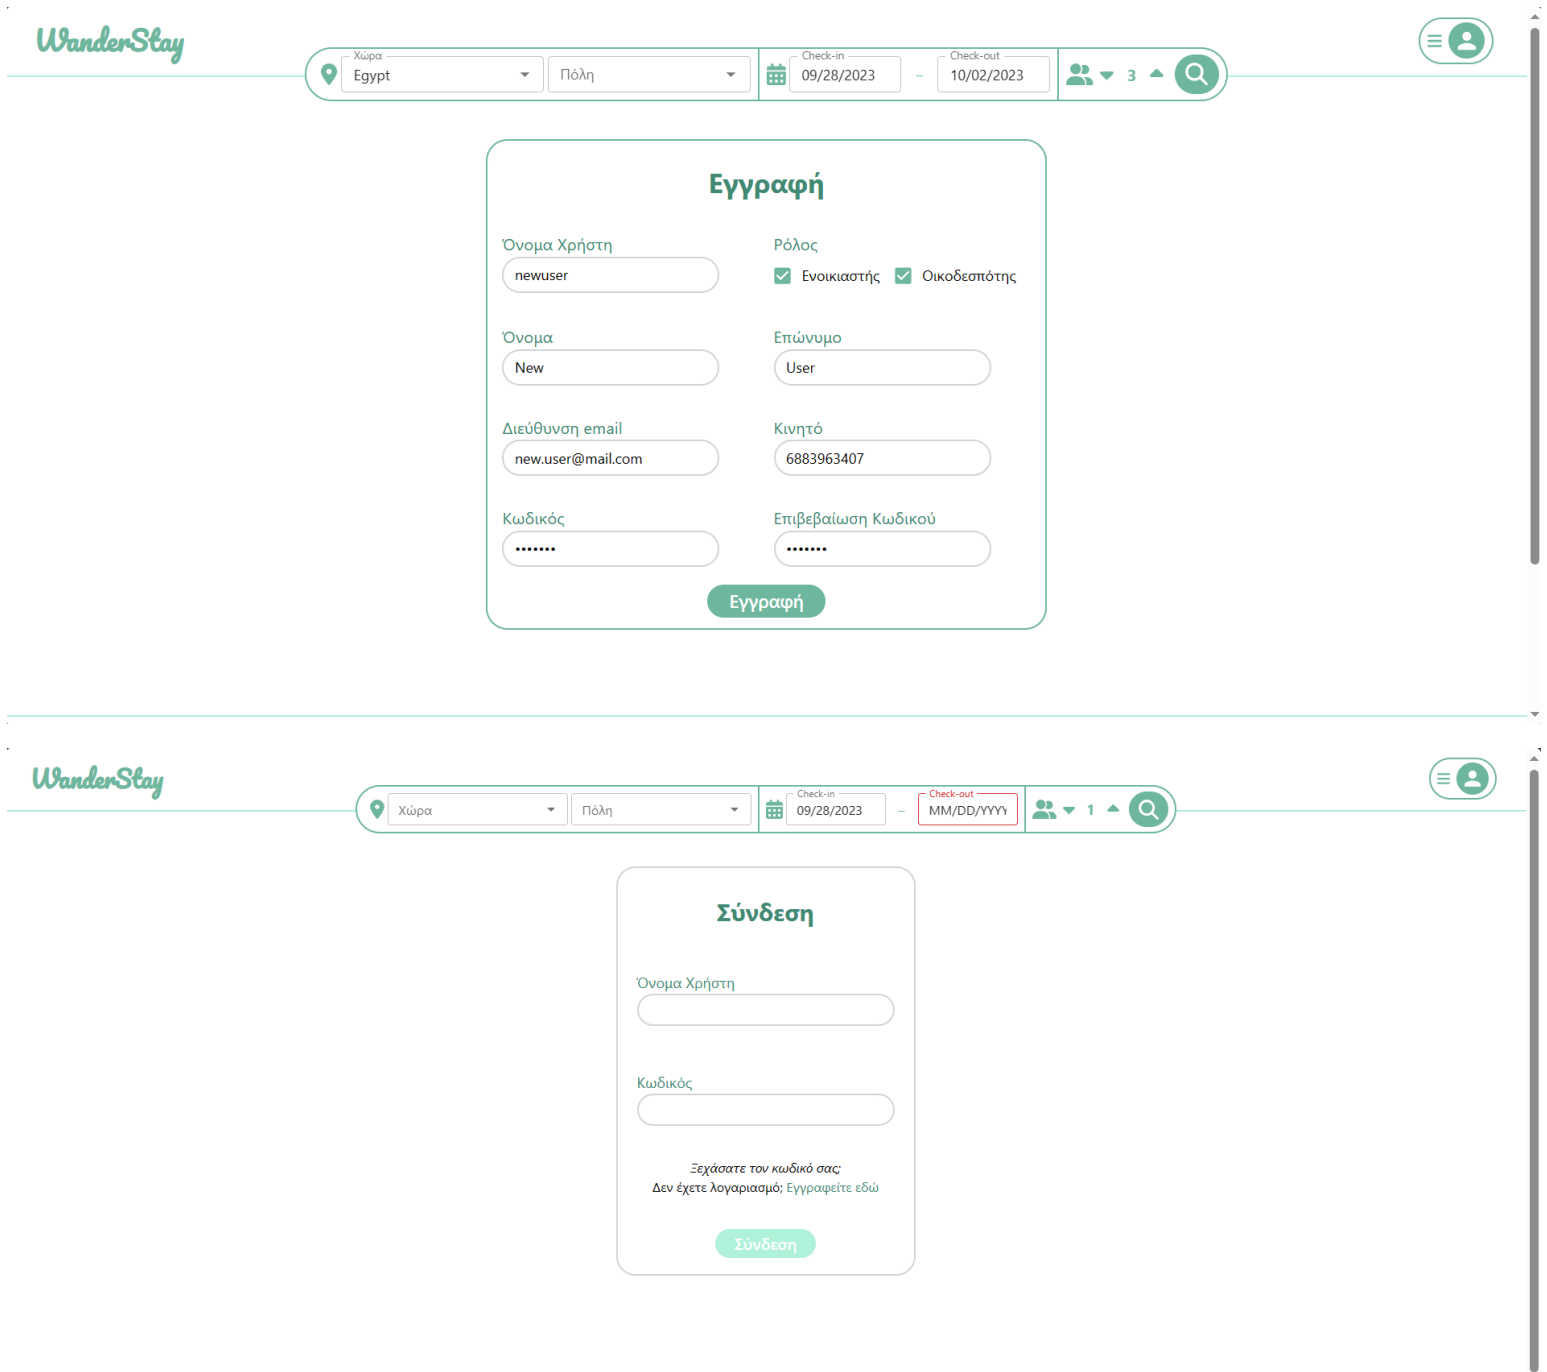 WanderStay
Χώρα
Egypt
Πόλη
Check-in
09/28/2023
–
Check-out
10/02/2023
3
Εγγραφή
Όνομα Χρήστη
Ρόλος
newuser
Ενοικιαστής
Οικοδεσπότης
Όνομα
Επώνυμο
New
User
Διεύθυνση email
Κινητό
new.user@mail.com
6883963407
Κωδικός
Επιβεβαίωση Κωδικού
•••••••
•••••••
Εγγραφή
WanderStay
Χώρα
Πόλη
Check-in
09/28/2023
–
Check-out
MM/DD/YYYY
1
Σύνδεση
Όνομα Χρήστη
Κωδικός
Ξεχάσατε τον κωδικό σας;
Δεν έχετε λογαριασμό; Εγγραφείτε εδώ
Σύνδεση